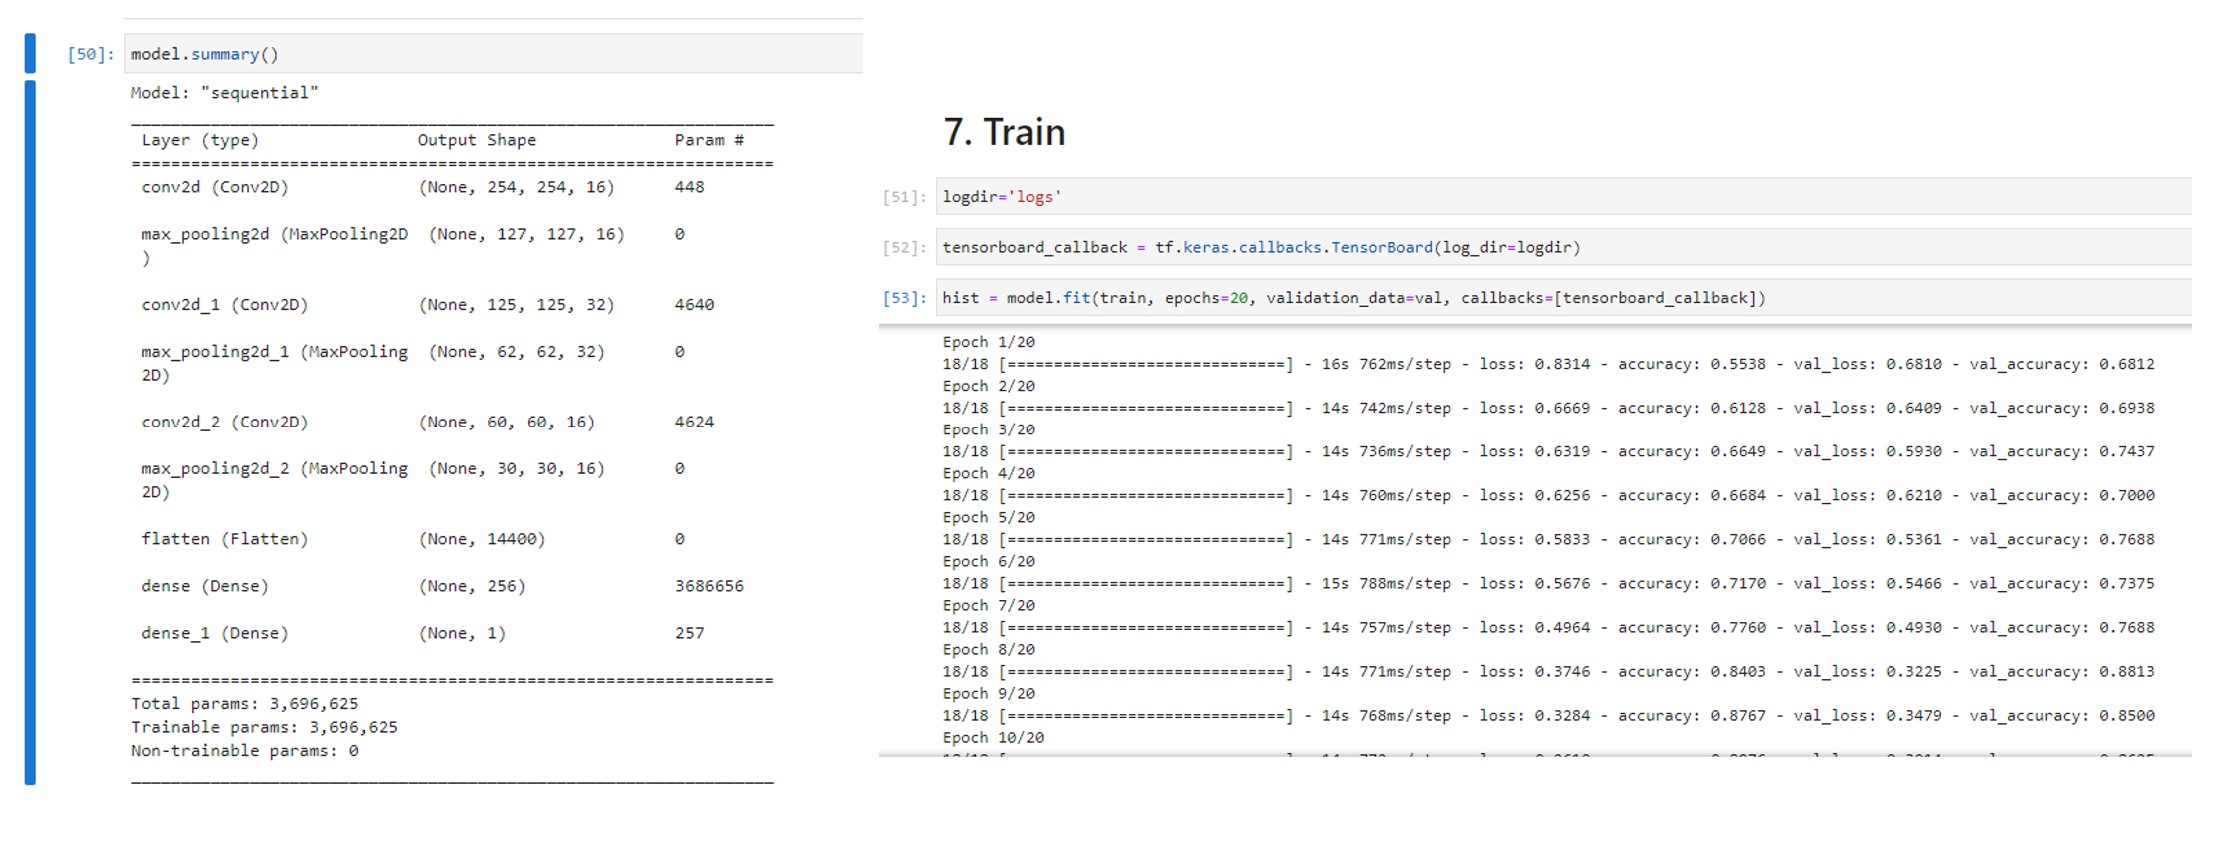 [50]: model.summary()
Model: "sequential"
Layer (type) Output Shape Param #
=================================================================
conv2d (Conv2D) (None, 254, 254, 16) 448
max_pooling2d (MaxPooling2D (None, 127, 127, 16) 0
)
conv2d_1 (Conv2D) (None, 125, 125, 32) 4640
max_pooling2d_1 (MaxPooling (None, 62, 62, 32) 0
2D)
conv2d_2 (Conv2D) (None, 60, 60, 16) 4624
max_pooling2d_2 (MaxPooling (None, 30, 30, 16) 0
2D)
flatten (Flatten) (None, 14400) 0
dense (Dense) (None, 256) 3686656
dense_1 (Dense) (None, 1) 257
=================================================================
Total params: 3,696,625
Trainable params: 3,696,625
Non-trainable params: 0
7. Train
[51]: logdir='logs'
[52]: tensorboard_callback = tf.keras.callbacks.TensorBoard(log_dir=logdir)
[53]: hist = model.fit(train, epochs=20, validation_data=val, callbacks=[tensorboard_callback])
Epoch 1/20
18/18 [==============================] - 16s 762ms/step - loss: 0.8314 - accuracy: 0.5538 - val_loss: 0.6810 - val_accuracy: 0.6812
Epoch 2/20
18/18 [==============================] - 14s 742ms/step - loss: 0.6669 - accuracy: 0.6128 - val_loss: 0.6409 - val_accuracy: 0.6938
Epoch 3/20
18/18 [==============================] - 14s 736ms/step - loss: 0.6319 - accuracy: 0.6649 - val_loss: 0.5930 - val_accuracy: 0.7437
Epoch 4/20
18/18 [==============================] - 14s 760ms/step - loss: 0.6256 - accuracy: 0.6684 - val_loss: 0.6210 - val_accuracy: 0.7000
Epoch 5/20
18/18 [==============================] - 14s 771ms/step - loss: 0.5833 - accuracy: 0.7066 - val_loss: 0.5361 - val_accuracy: 0.7688
Epoch 6/20
18/18 [==============================] - 15s 788ms/step - loss: 0.5676 - accuracy: 0.7170 - val_loss: 0.5466 - val_accuracy: 0.7375
Epoch 7/20
18/18 [==============================] - 14s 757ms/step - loss: 0.4964 - accuracy: 0.7760 - val_loss: 0.4930 - val_accuracy: 0.7688
Epoch 8/20
18/18 [==============================] - 14s 771ms/step - loss: 0.3746 - accuracy: 0.8403 - val_loss: 0.3225 - val_accuracy: 0.8813
Epoch 9/20
18/18 [==============================] - 14s 768ms/step - loss: 0.3284 - accuracy: 0.8767 - val_loss: 0.3479 - val_accuracy: 0.8500
Epoch 10/20